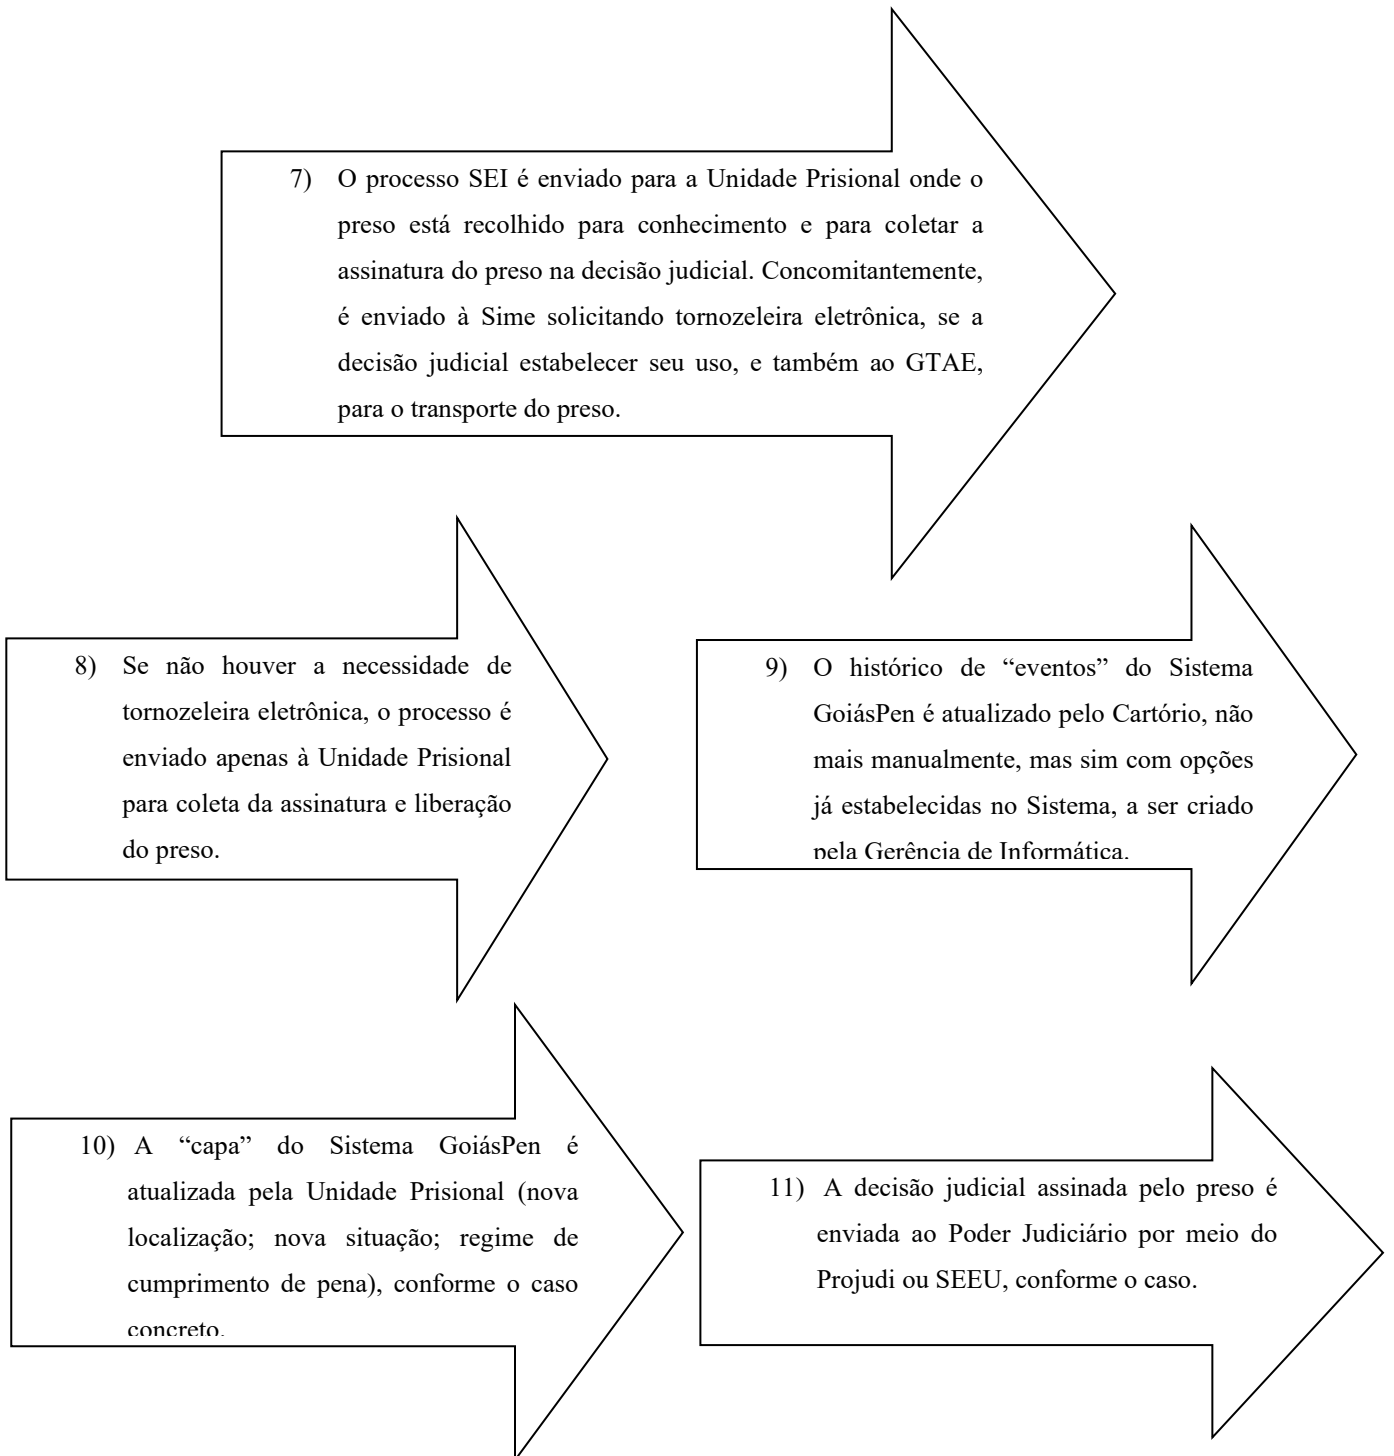 7) O processo SEI é enviado para a Unidade Prisional onde o
preso está recolhido para conhecimento e para coletar a
assinatura do preso na decisão judicial. Concomitantemente,
é enviado à Sime solicitando tornozeleira eletrônica, se a
decisão judicial estabelecer seu uso, e também ao GTAE,
para o transporte do preso.
8) Se não houver a necessidade de
tornozeleira eletrônica, o processo é
enviado apenas à Unidade Prisional
para coleta da assinatura e liberação
do preso.
9) O histórico de “eventos” do Sistema
GoiásPen é atualizado pelo Cartório, não
mais manualmente, mas sim com opções
já estabelecidas no Sistema, a ser criado
pela Gerência de Informática.
10) A “capa” do Sistema GoiásPen é
atualizada pela Unidade Prisional (nova
localização; nova situação; regime de
cumprimento de pena), conforme o caso
concreto.
11) A decisão judicial assinada pelo preso é
enviada ao Poder Judiciário por meio do
Projudi ou SEEU, conforme o caso.